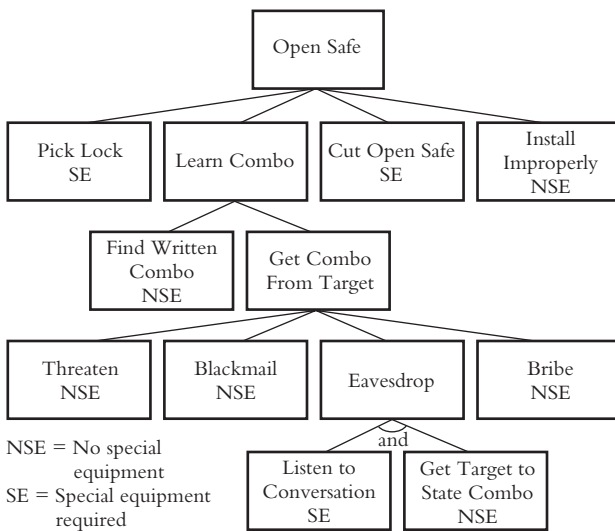 Open Safe
Pick Lock
SE
Learn Combo
Cut Open Safe
SE
Install
Improperly
NSE
Find Written
Combo
NSE
Get Combo
From Target
Threaten
NSE
Blackmail
NSE
Eavesdrop
Bribe
NSE
and
Listen to
Conversation
SE
Get Target to
State Combo
NSE
NSE = No special
equipment
SE = Special equipment
required